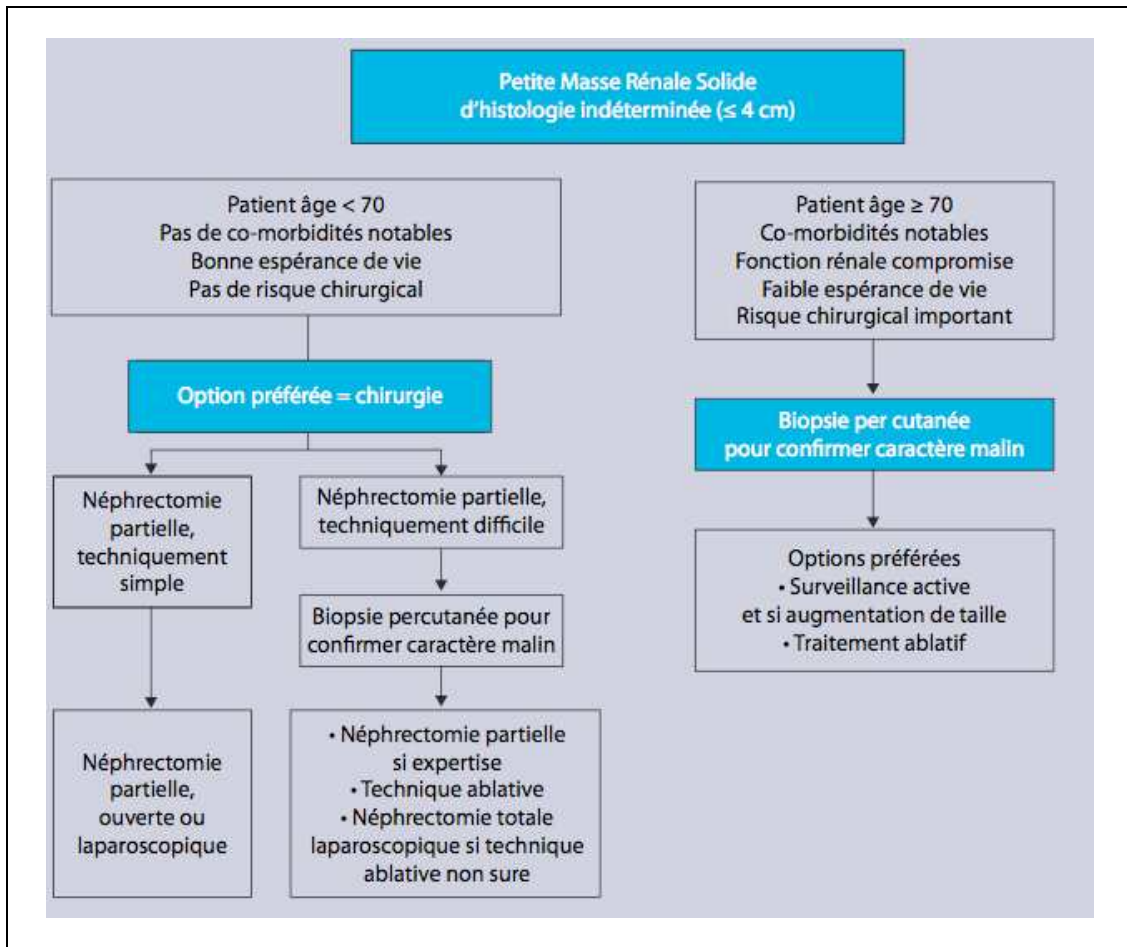 Petite Masse Rénale Solide
d'histologie indéterminée (≤ 4 cm)
Patient âge < 70
Pas de co-morbidités notables
Bonne espérance de vie
Pas de risque chirurgical
Patient âge ≥ 70
Co-morbidités notables
Fonction rénale compromise
Faible espérance de vie
Risque chirurgical important
Option préférée = chirurgie
Biopsie per cutanée
pour confirmer caractère malin
Néphrectomie
partielle,
techniquement
simple
Néphrectomie partielle,
techniquement difficile
Options préférées
• Surveillance active
et si augmentation de taille
• Traitement ablatif
Biopsie percutanée pour
confirmer caractère malin
Néphrectomie
partielle,
ouverte ou
laparoscopique
• Néphrectomie partielle
si expertise
• Technique ablative
• Néphrectomie totale
laparoscopique si technique
ablative non sure